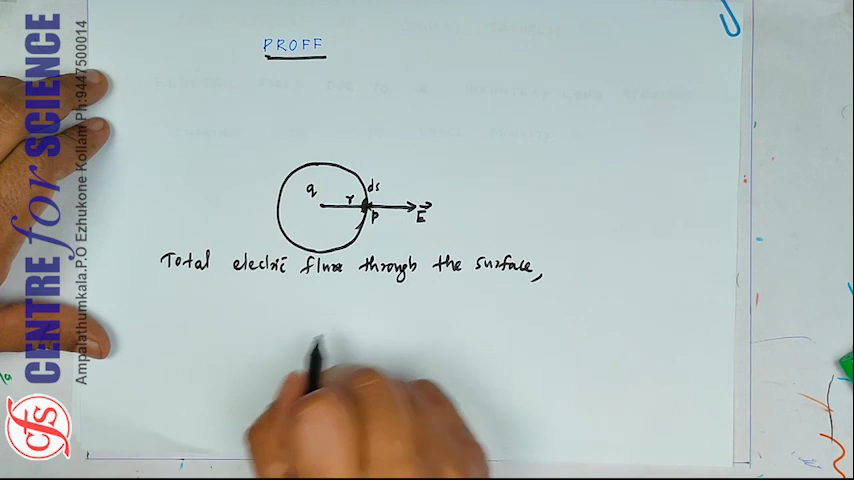 PROFF
q
r
ds
P
E
Total electric flux through the surface,
CENTRE for SCIENCE
Ampalathumkala.P.O Ezhukone Kollam Ph:9447500014
cfs